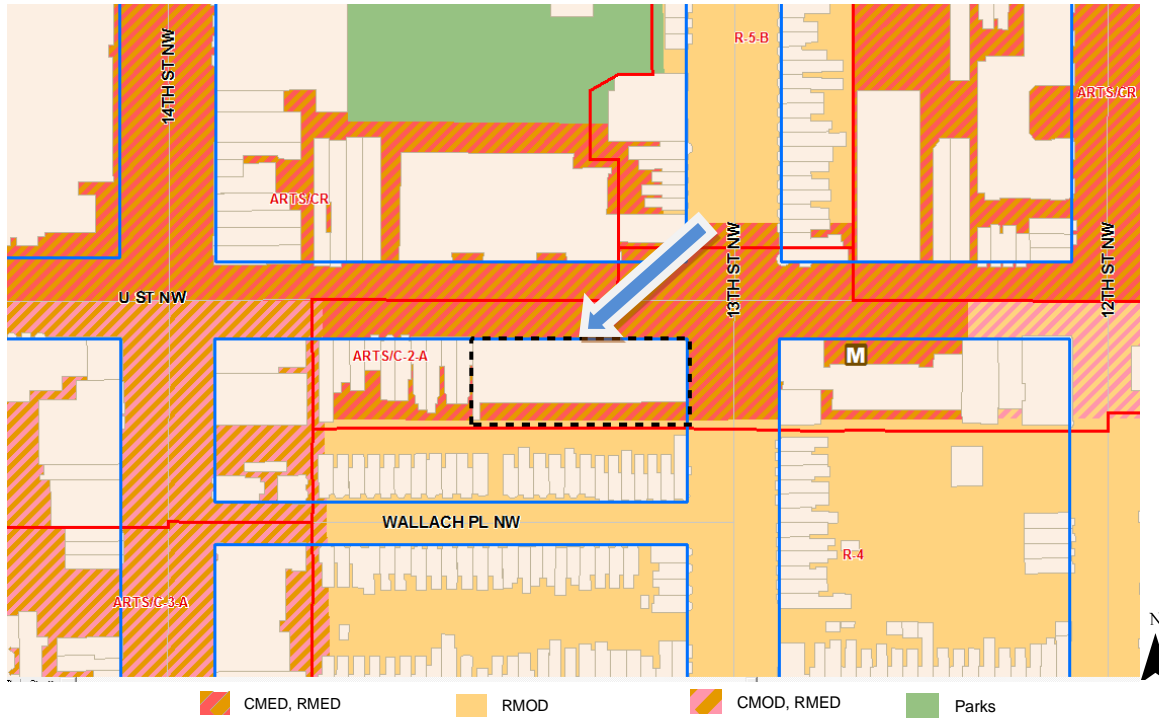 14TH ST NW
R-5-B
ARTS/CR
ARTS/CR
13TH ST NW
12TH ST NW
U ST NW
ARTS/C-2-A
M
WALLACH PL NW
R-4
ARTS/C-3-A
N
CMED, RMED
RMOD
CMOD, RMED
Parks